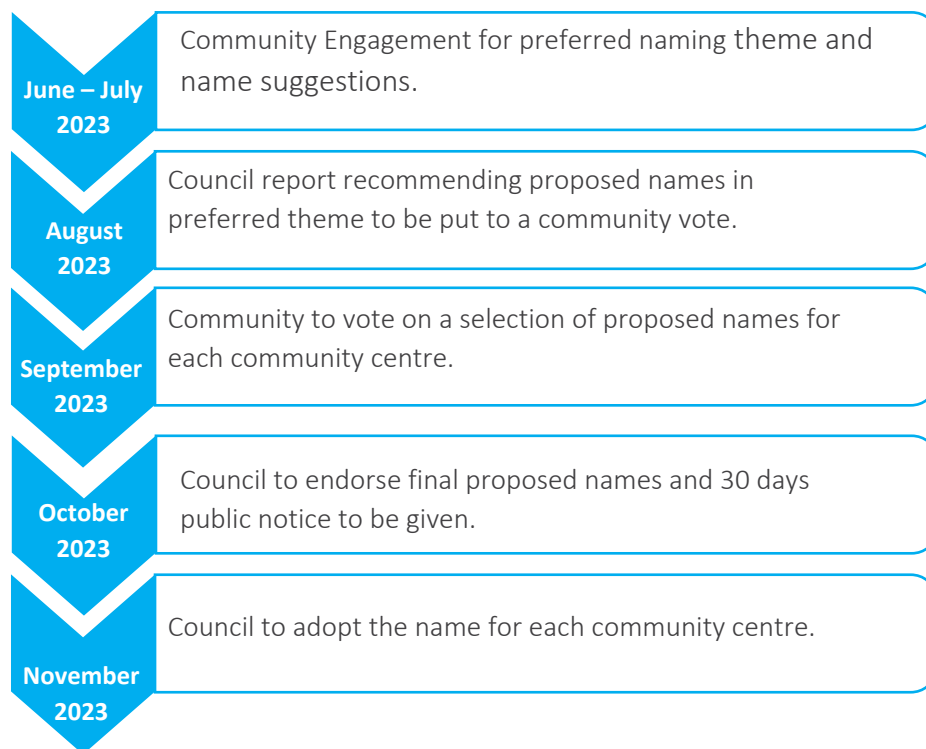 June – July
2023
Community Engagement for preferred naming theme and
name suggestions.
August
2023
Council report recommending proposed names in
preferred theme to be put to a community vote.
September
2023
Community to vote on a selection of proposed names for
each community centre.
October
2023
Council to endorse final proposed names and 30 days
public notice to be given.
November
2023
Council to adopt the name for each community centre.